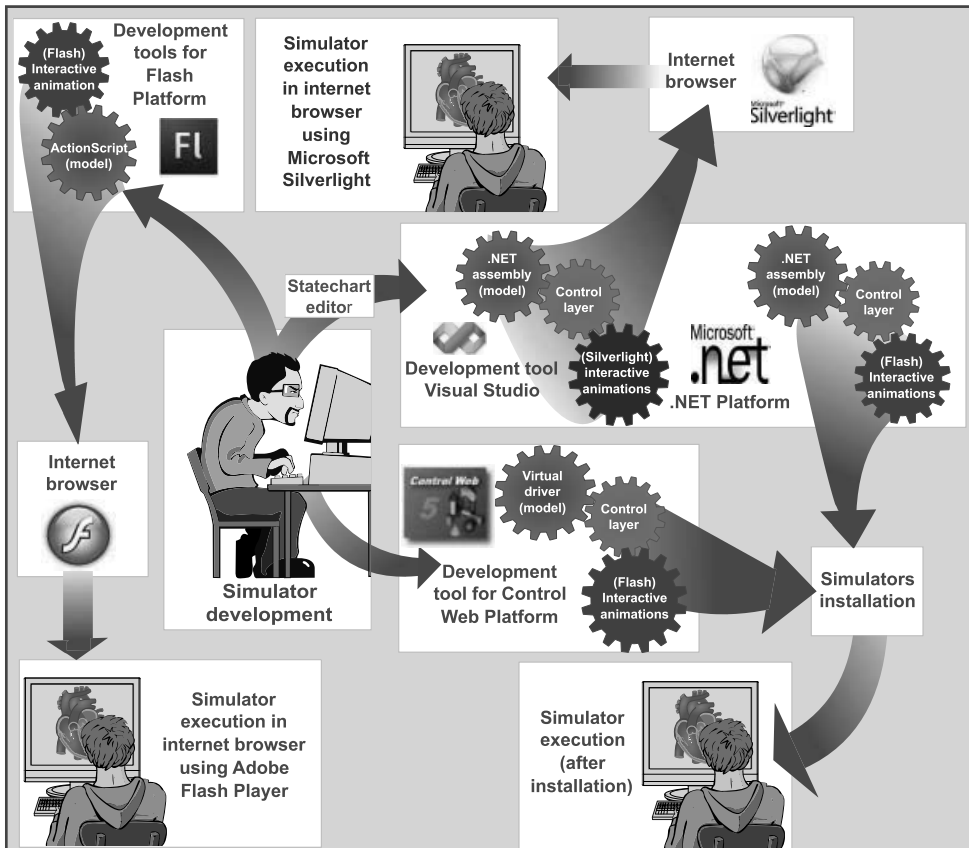 (Flash)
Interactive
animation
ActionScript
(model)
Development
tools for
Flash
Platform
Fl
Simulator
execution
in internet
browser
using
Microsoft
Silverlight
Internet
browser
Microsoft
Silverlight
Statechart
editor
.NET
assembly
(model)
Control
layer
(Silverlight)
interactive
animations
Development tool
Visual Studio
Microsoft
.net
.NET Platform
.NET
assembly
(model)
Control
layer
(Flash)
Interactive
animations
Simulator
development
Internet
browser
Control Web
5
Virtual
driver
(model)
Control
layer
(Flash)
Interactive
animations
Development
tool for Control
Web Platform
Simulators
installation
Simulator
execution in
internet browser
using Adobe
Flash Player
Simulator
execution
(after
installation)